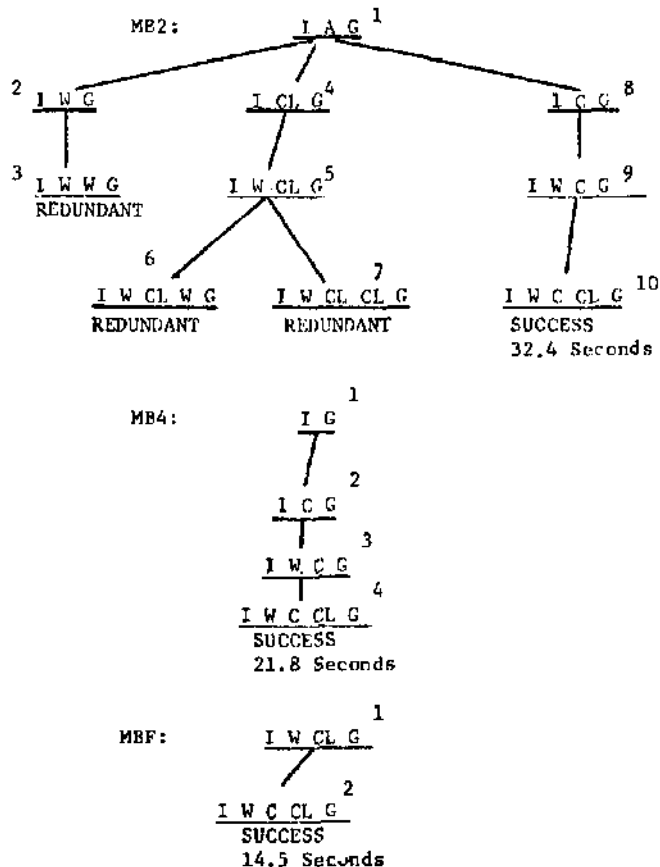 MB2: I A G 1
2 I W G I CL G 4 I C G 8
3 I W W G I W CL G 5 I W C G 9
REDUNDANT
6 7 10
I W CL W G I W CL CL G I W C CL G
REDUNDANT REDUNDANT SUCCESS
32.4 Seconds
1
MB4: I G
2
I C G
3
I W C G
4
I W C CL G
SUCCESS
21.8 Seconds
1
MBF: I W CL G
2
I W C CL G
SUCCESS
14.5 Seconds